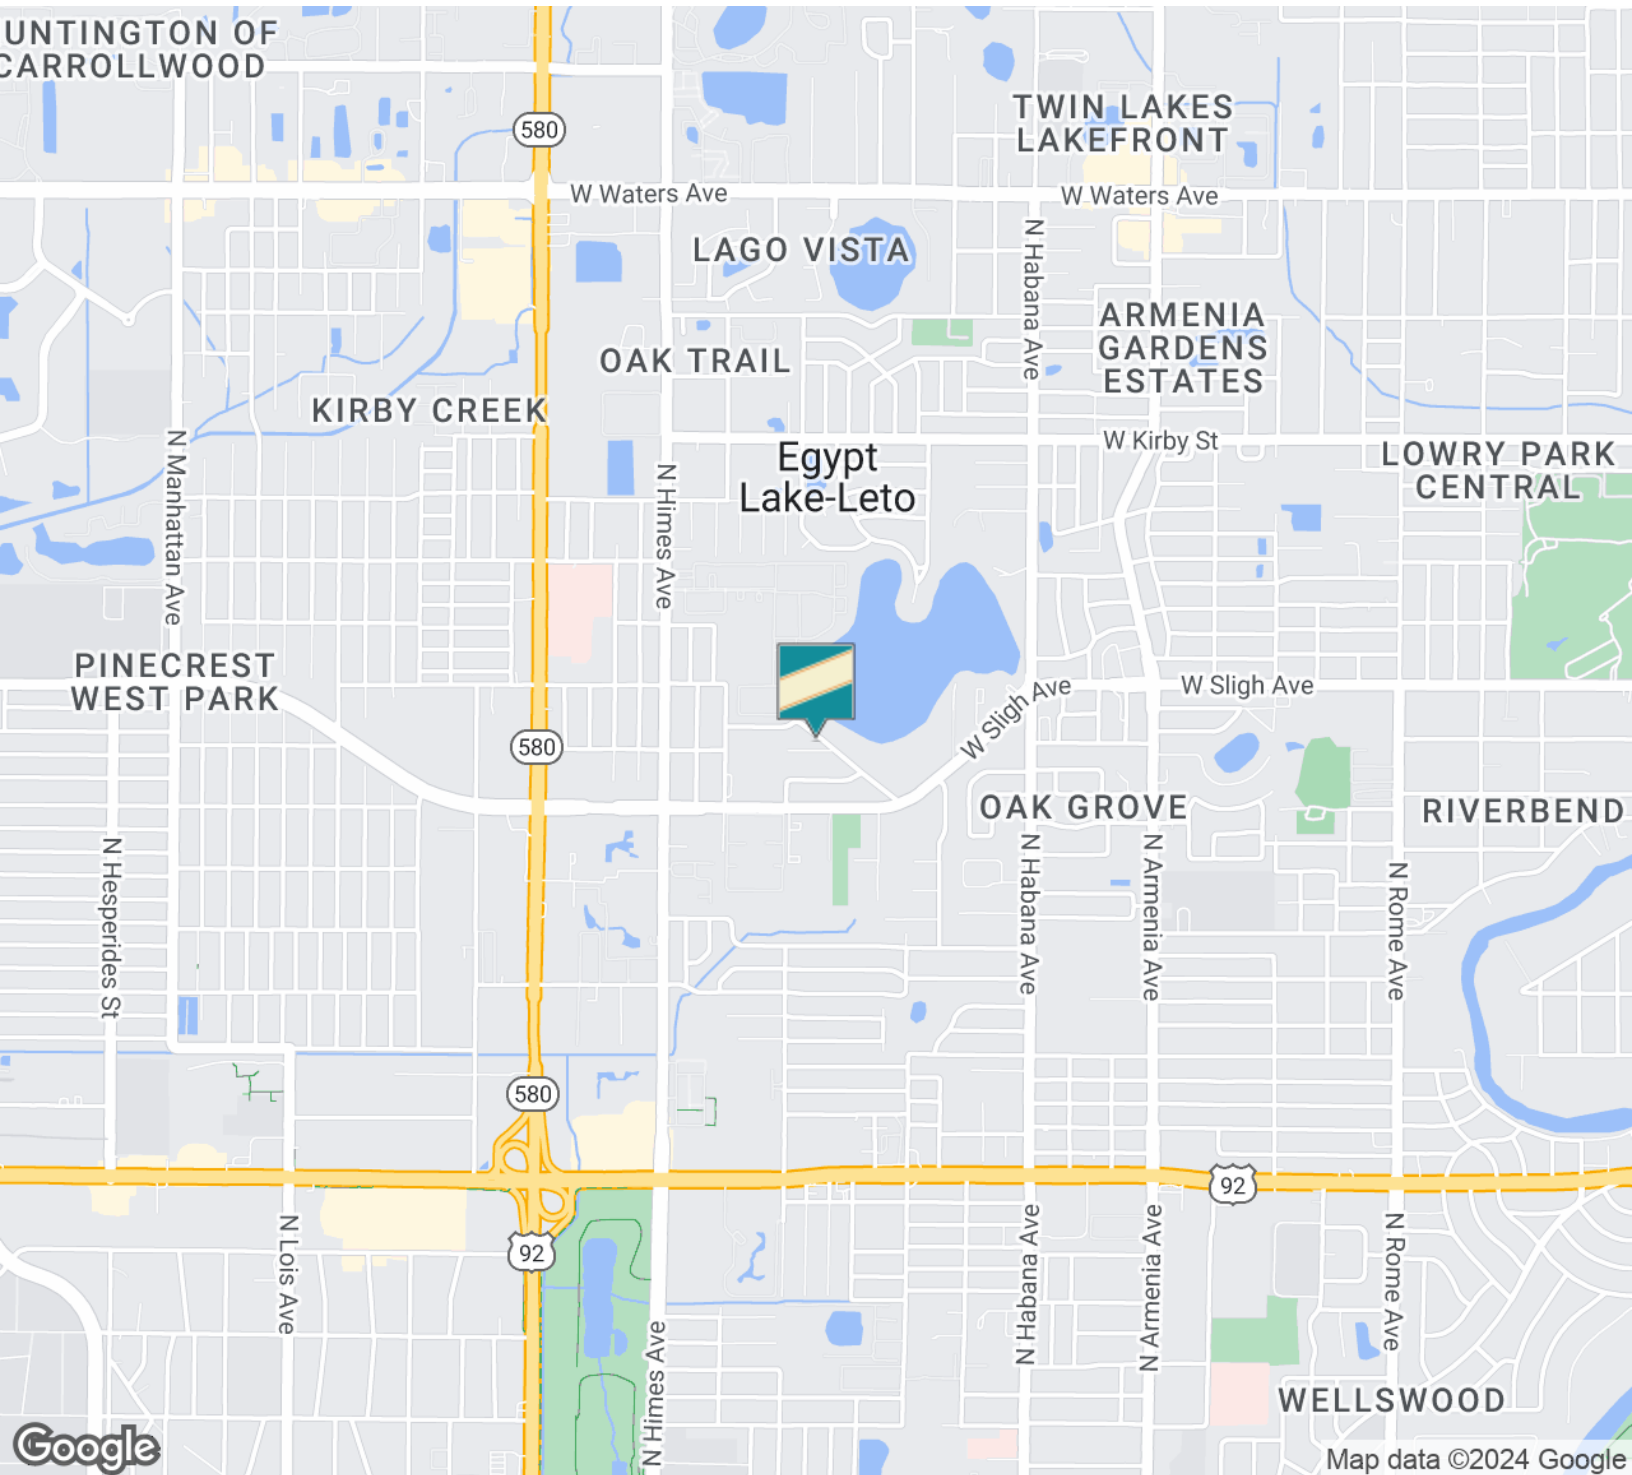 UNTINGTON OF
CARROLLWOOD
580
TWIN LAKES
LAKEFRONT
W Waters Ave
W Waters Ave
LAGO VISTA
N Habana Ave
ARMENIA
GARDENS
ESTATES
OAK TRAIL
KIRBY CREEK
W Kirby St
N Manhattan Ave
Egypt
Lake-Leto
LOWRY PARK
CENTRAL
N Himes Ave
PINECREST
WEST PARK
W Sligh Ave
W Sligh Ave
580
OAK GROVE
RIVERBEND
N Hesperides St
N Habana Ave
N Armenia Ave
N Rome Ave
580
92
N Lois Ave
92
N Himes Ave
N Habana Ave
N Armenia Ave
N Rome Ave
WELLSWOOD
Google
Map data ©2024 Google